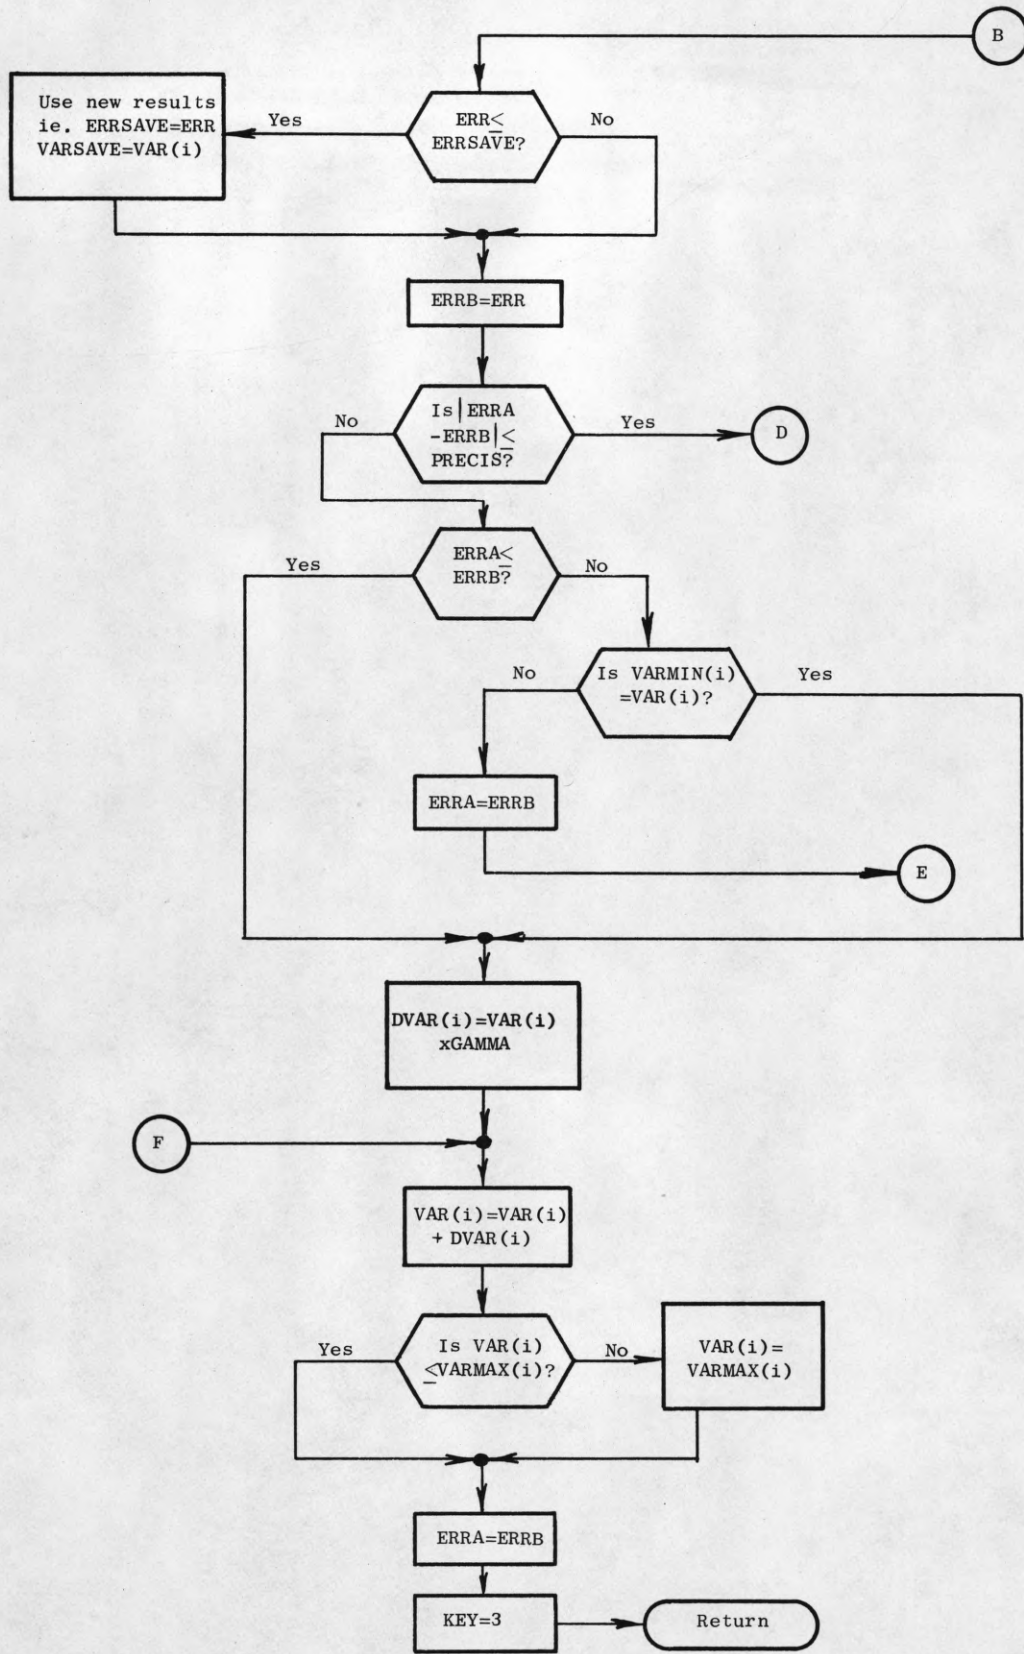 B
Use new results
ie. ERRSAVE=ERR
VARSAVE=VAR(i)
Yes
ERR≤
ERRSAVE?
No
ERRB=ERR
No
Is|ERRA
-ERRB|≤
PRECIS?
Yes
D
Yes
ERRA≤
ERRB?
No
No
Is VARMIN(i)
=VAR(i)?
Yes
ERRA=ERRB
E
DVAR(i)=VAR(i)
xGAMMA
F
VAR(i)=VAR(i)
+ DVAR(i)
Yes
Is VAR(i)
≤VARMAX(i)?
No
VAR(i)=
VARMAX(i)
ERRA=ERRB
KEY=3
Return